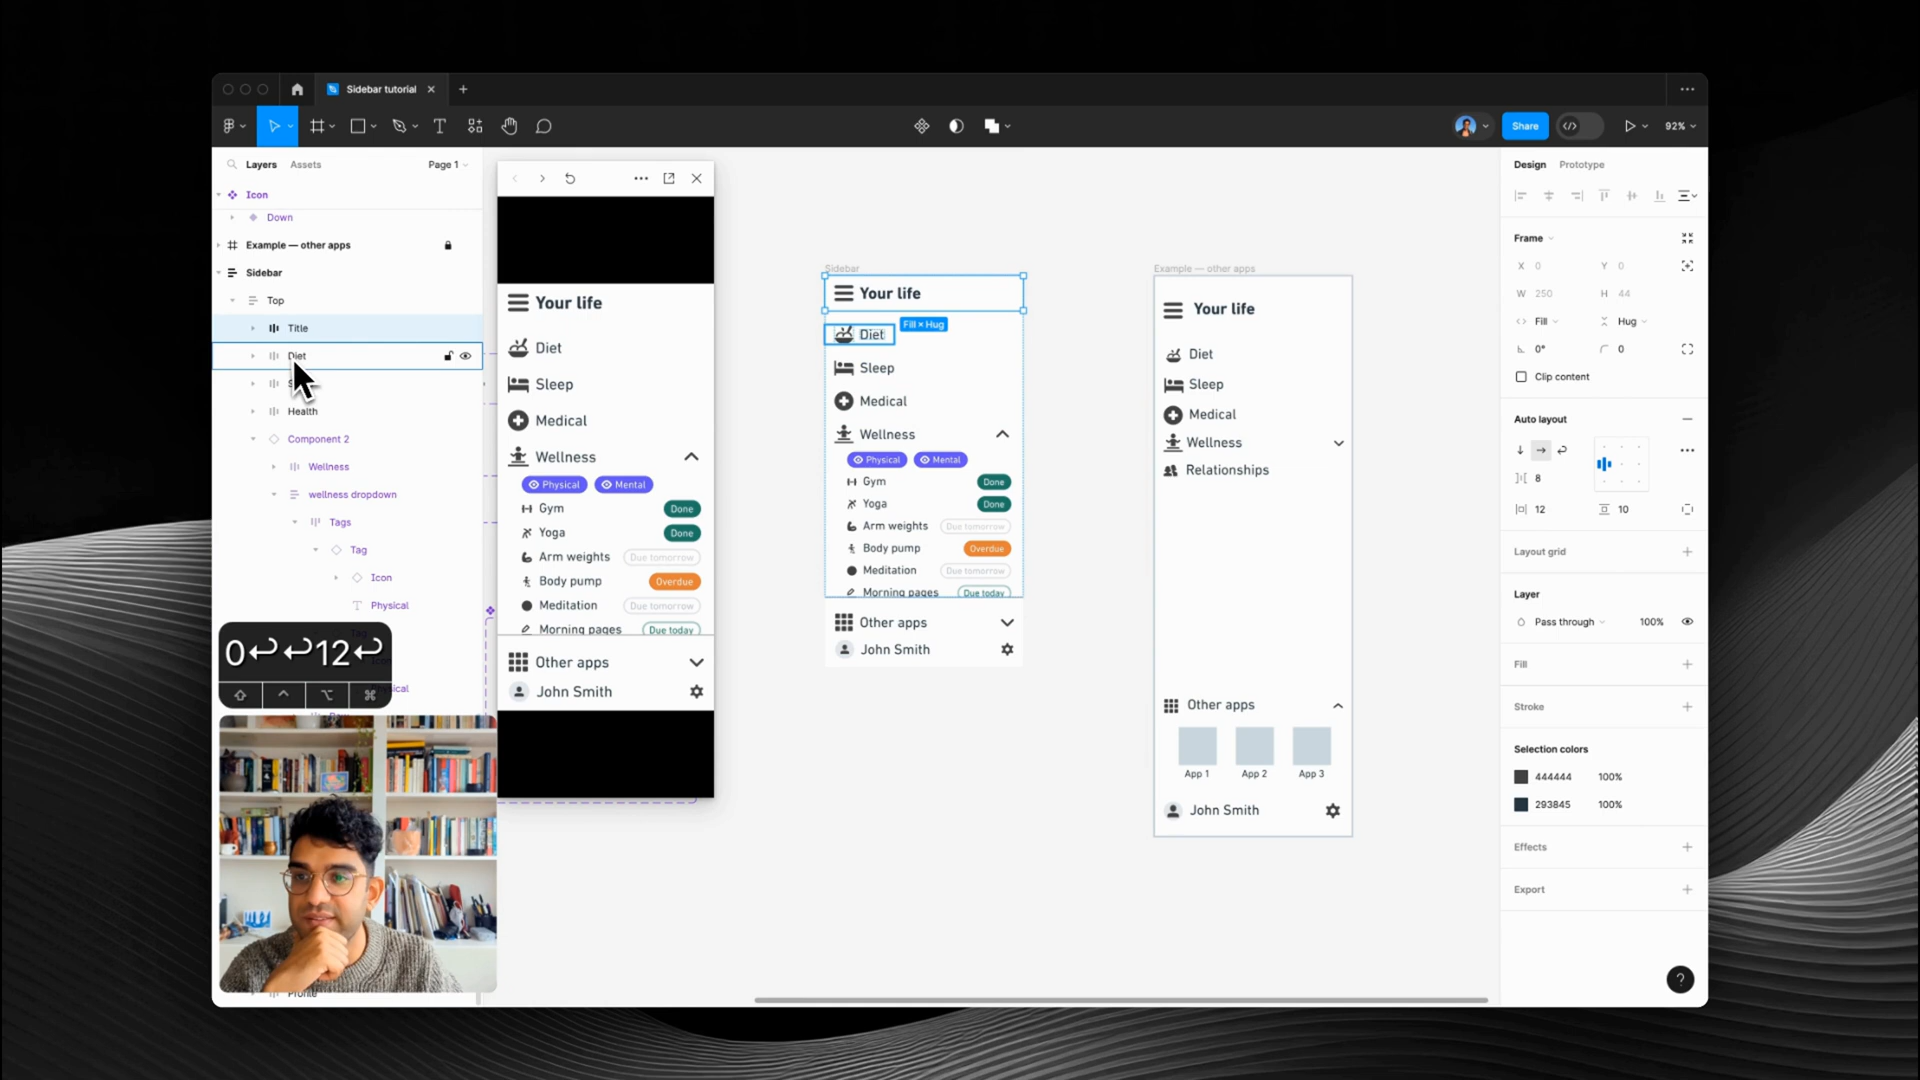 Sidebar tutorial
Share
92%
Layers Assets Page 1
Icon
Down
Example — other apps
Sidebar
Top
Title
Diet
Health
Component 2
Wellness
wellness dropdown
Tags
Tag
Icon
Physical
0↩↩12↩
Your life
Diet
Sleep
Medical
Wellness
Physical Mental
Gym Done
Yoga Done
Arm weights Due tomorrow
Body pump Overdue
Meditation Due tomorrow
Morning pages Due today
Other apps
John Smith
Sidebar
Your life
Diet
Fill × Hug
Sleep
Medical
Wellness
Physical Mental
Gym Done
Yoga Done
Arm weights Due tomorrow
Body pump Overdue
Meditation Due tomorrow
Morning pages Due today
Other apps
John Smith
Example — other apps
Your life
Diet
Sleep
Medical
Wellness
Relationships
Other apps
App 1 App 2 App 3
John Smith
Design Prototype
Frame
X 0 Y 0
W 250 H 44
Fill Hug
0° 0
Clip content
Auto layout
8
12 10
Layout grid
Layer
Pass through 100%
Fill
Stroke
Selection colors
444444 100%
293845 100%
Effects
Export
?